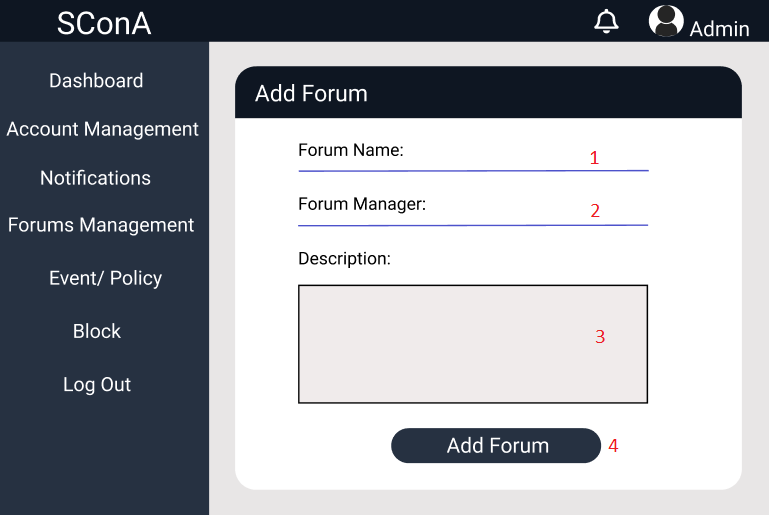 SConA
Admin
Dashboard
Account Management
Notifications
Forums Management
Event/ Policy
Block
Log Out
Add Forum
Forum Name:
1
Forum Manager:
2
Description:
3
Add Forum
4